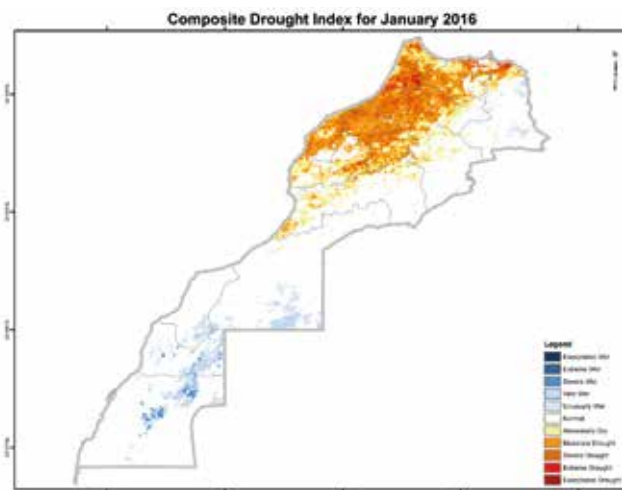 Composite Drought Index for January 2016
Legend
Exceptional Wet
Extreme Wet
Severe Wet
Unusually Wet
Normal
Abnormally Dry
Moderate Drought
Severe Drought
Extreme Drought
Exceptional Drought